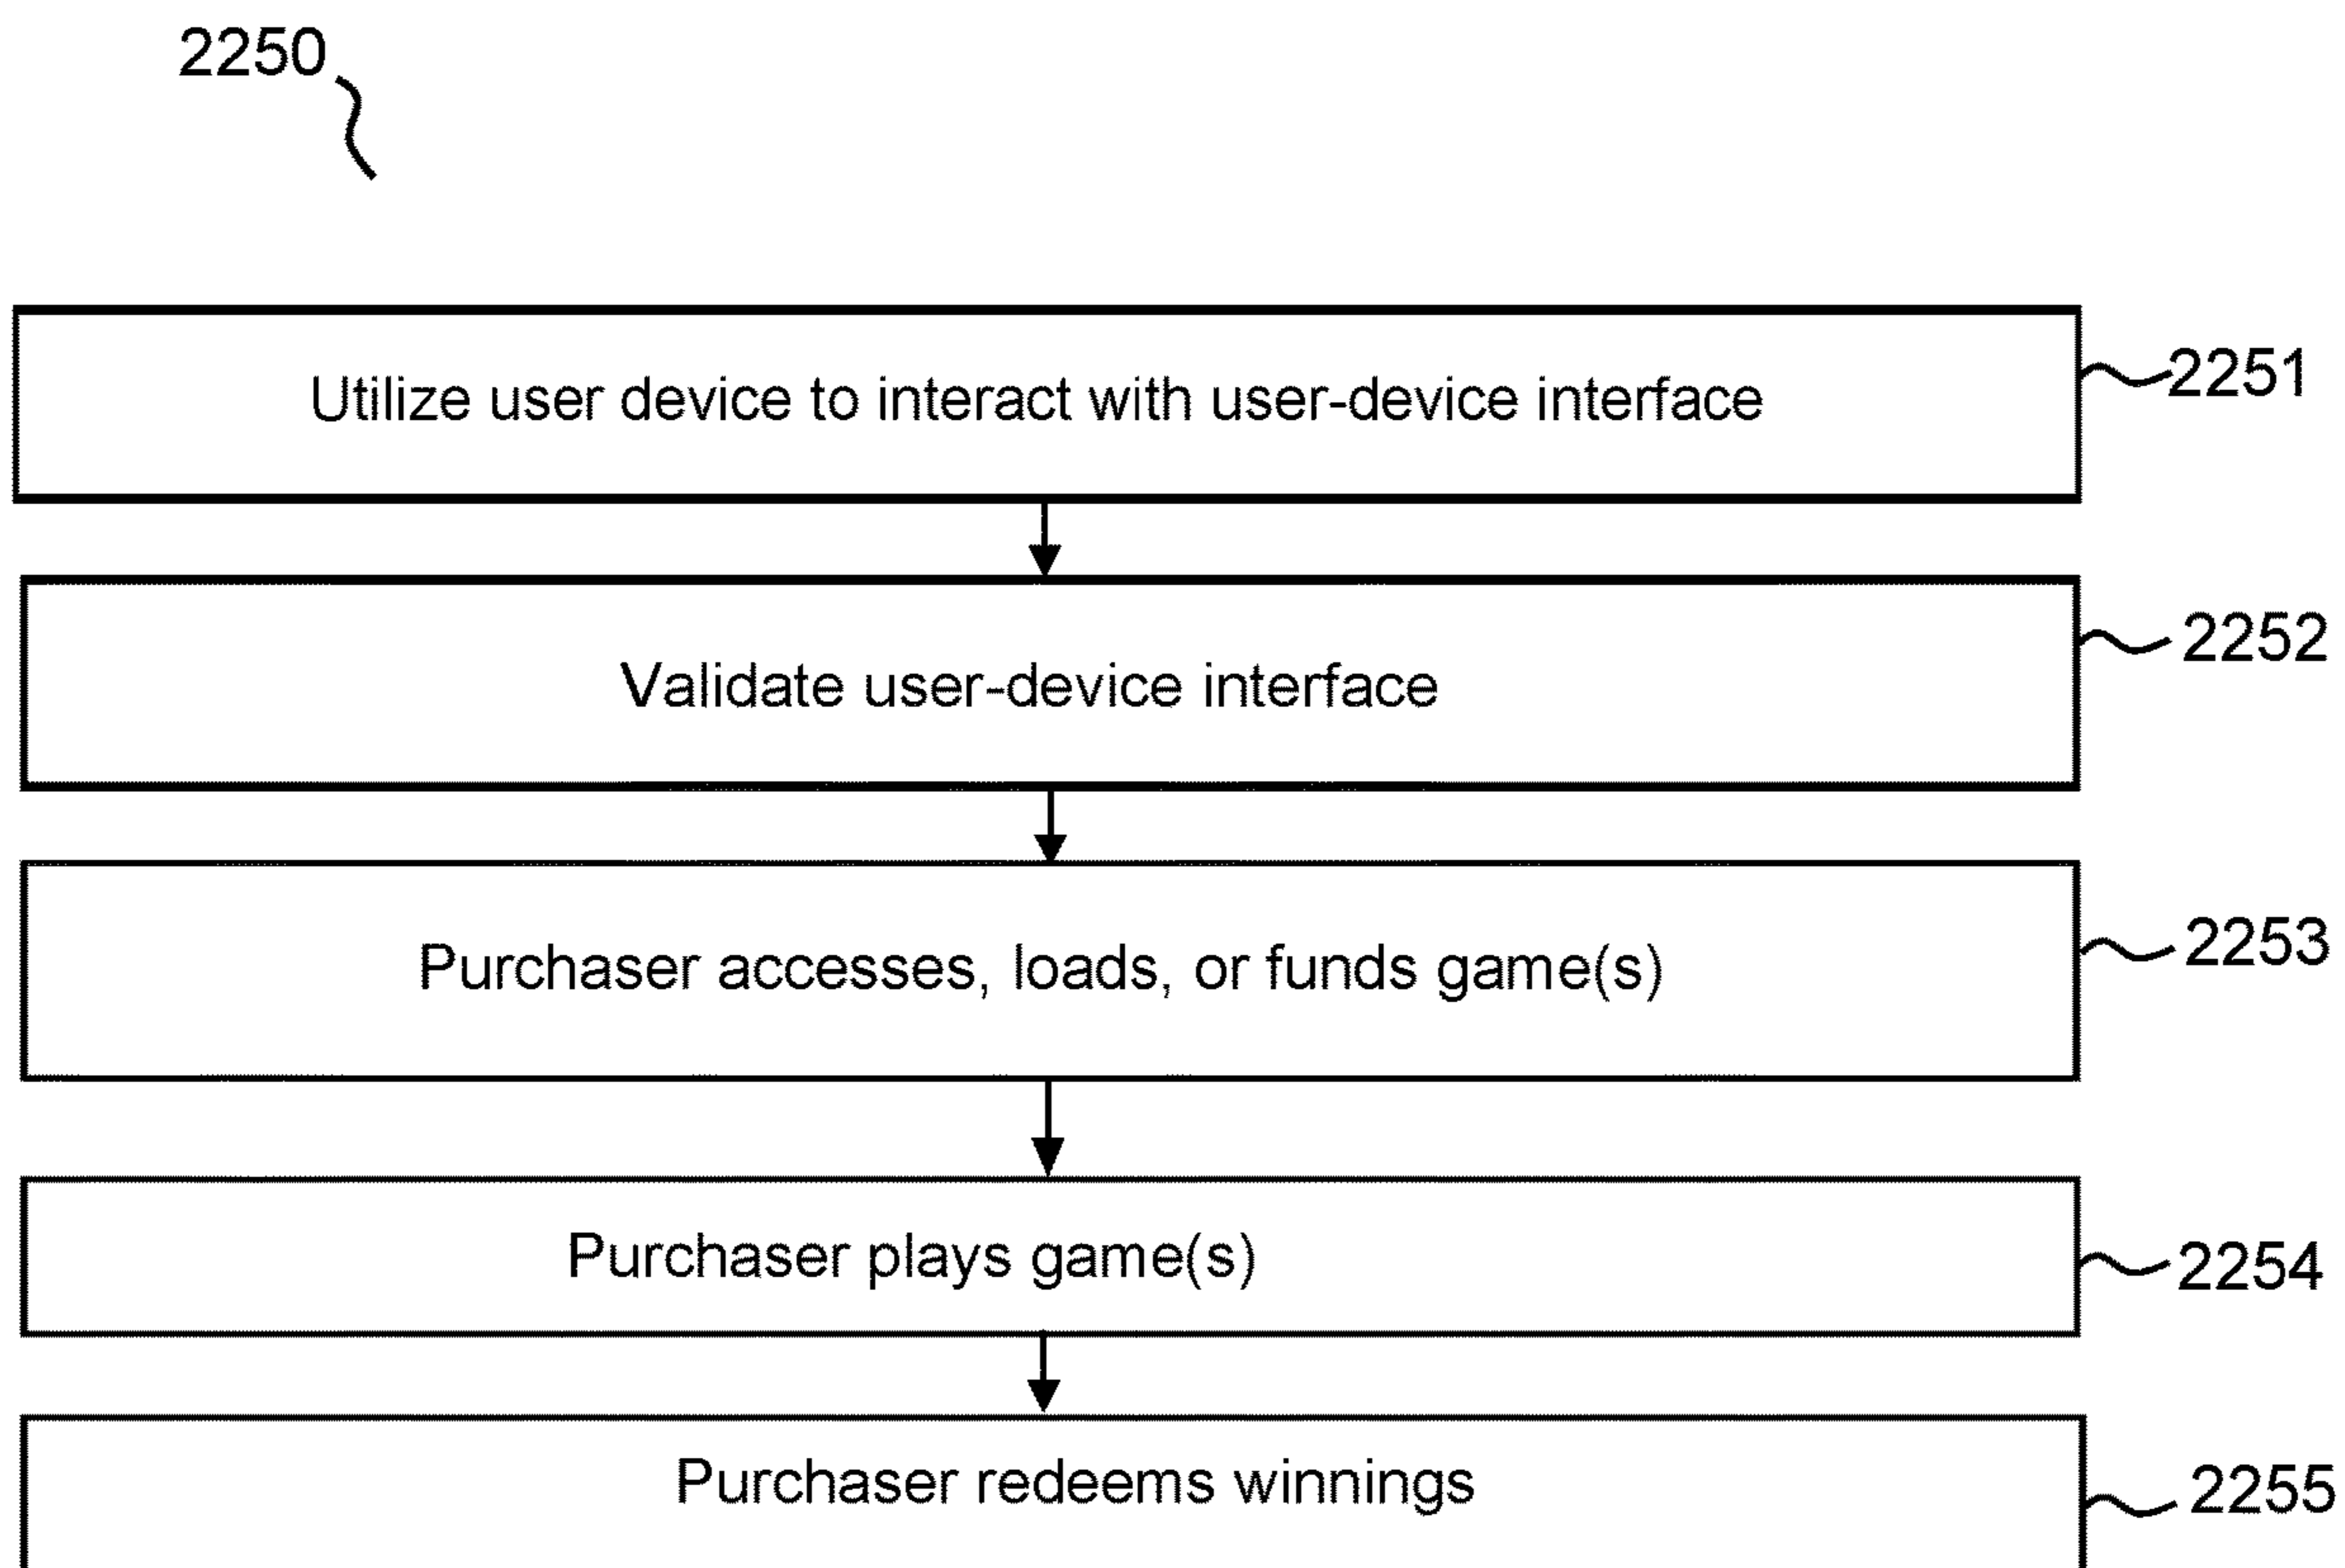 2250
Utilize user device to interact with user-device interface
2251
Validate user-device interface
2252
Purchaser accesses, loads, or funds game(s)
2253
Purchaser plays game(s)
2254
Purchaser redeems winnings
2255